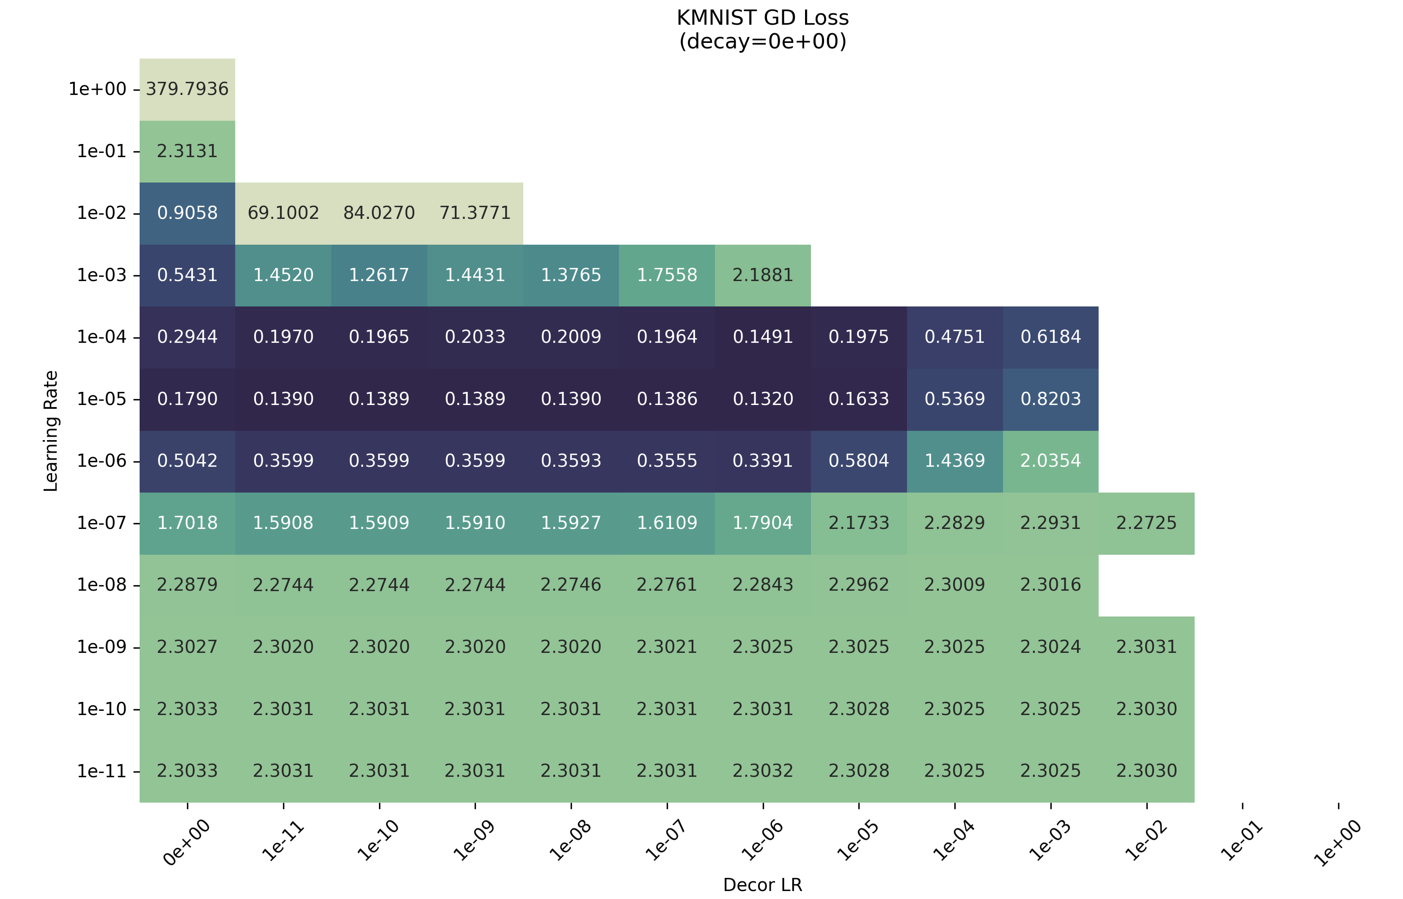 KMNIST GD Loss
(decay=0e+00)
Learning Rate
1e+00 379.7936
1e-01 2.3131
1e-02 0.9058 69.1002 84.0270 71.3771
1e-03 0.5431 1.4520 1.2617 1.4431 1.3765 1.7558 2.1881
1e-04 0.2944 0.1970 0.1965 0.2033 0.2009 0.1964 0.1491 0.1975 0.4751 0.6184
1e-05 0.1790 0.1390 0.1389 0.1389 0.1390 0.1386 0.1320 0.1633 0.5369 0.8203
1e-06 0.5042 0.3599 0.3599 0.3599 0.3593 0.3555 0.3391 0.5804 1.4369 2.0354
1e-07 1.7018 1.5908 1.5909 1.5910 1.5927 1.6109 1.7904 2.1733 2.2829 2.2931 2.2725
1e-08 2.2879 2.2744 2.2744 2.2744 2.2746 2.2761 2.2843 2.2962 2.3009 2.3016
1e-09 2.3027 2.3020 2.3020 2.3020 2.3020 2.3021 2.3025 2.3025 2.3025 2.3024 2.3031
1e-10 2.3033 2.3031 2.3031 2.3031 2.3031 2.3031 2.3031 2.3028 2.3025 2.3025 2.3030
1e-11 2.3033 2.3031 2.3031 2.3031 2.3031 2.3031 2.3032 2.3028 2.3025 2.3025 2.3030
0e+00 1e-11 1e-10 1e-09 1e-08 1e-07 1e-06 1e-05 1e-04 1e-03 1e-02 1e-01 1e+00
Decor LR